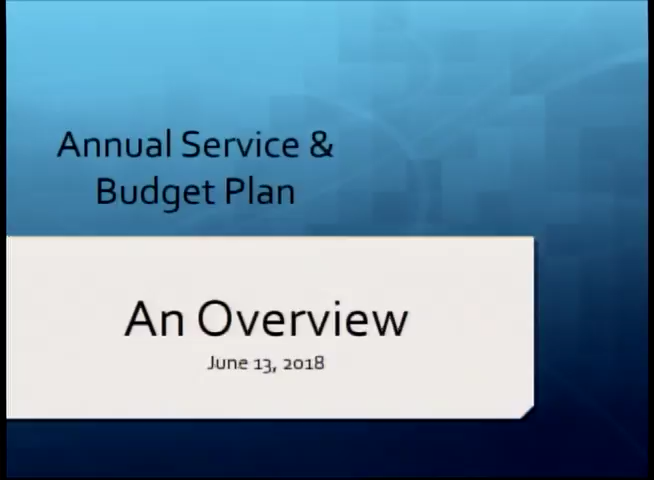 Annual Service &
Budget Plan
An Overview
June 13, 2018